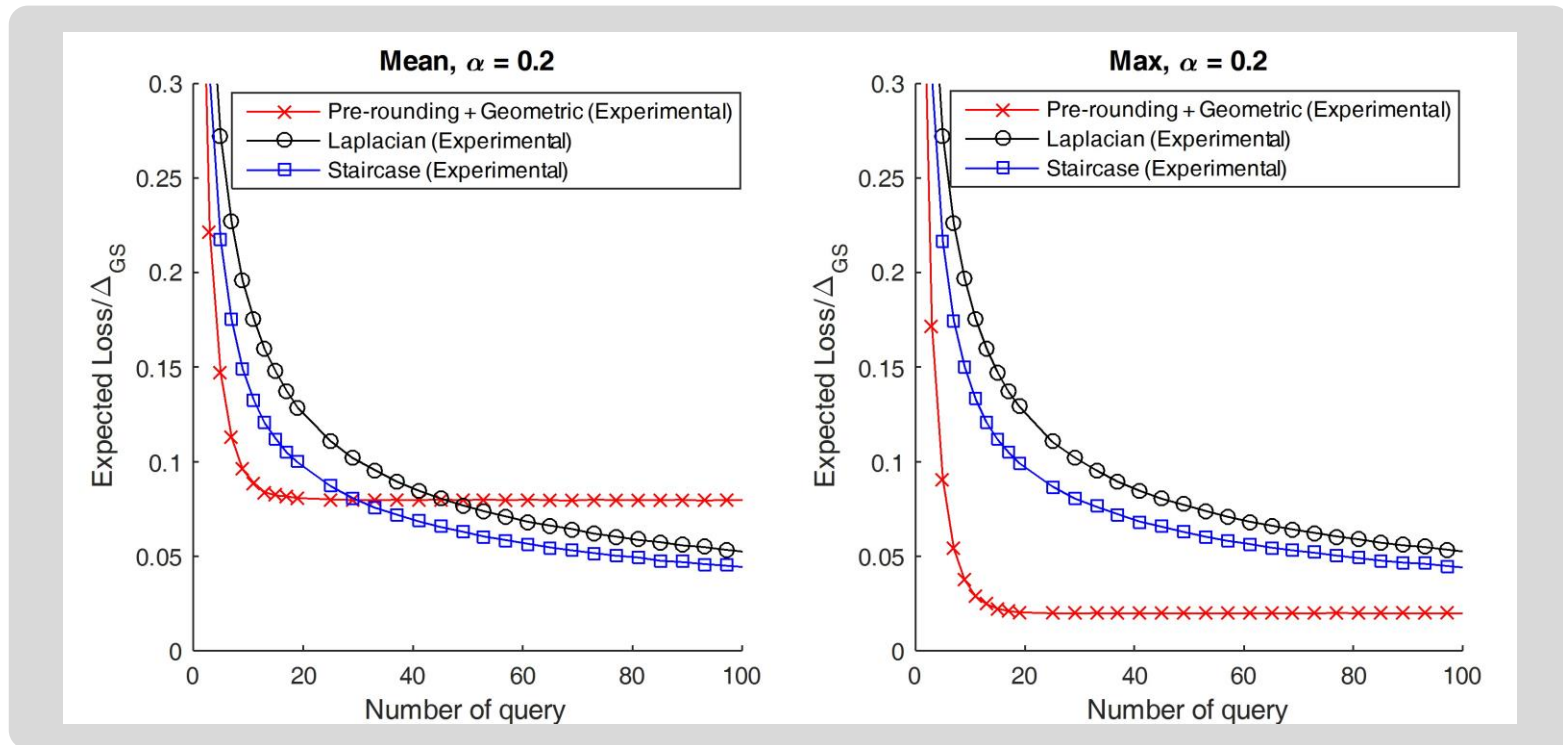 Mean, α = 0.2
0.3
0.25
0.2
0.15
0.1
0.05
0
Expected Loss/Δ_GS
Pre-rounding + Geometric (Experimental)
Laplacian (Experimental)
Staircase (Experimental)
0 20 40 60 80 100
Number of query
Max, α = 0.2
0.3
0.25
0.2
0.15
0.1
0.05
0
Expected Loss/Δ_GS
Pre-rounding + Geometric (Experimental)
Laplacian (Experimental)
Staircase (Experimental)
0 20 40 60 80 100
Number of query